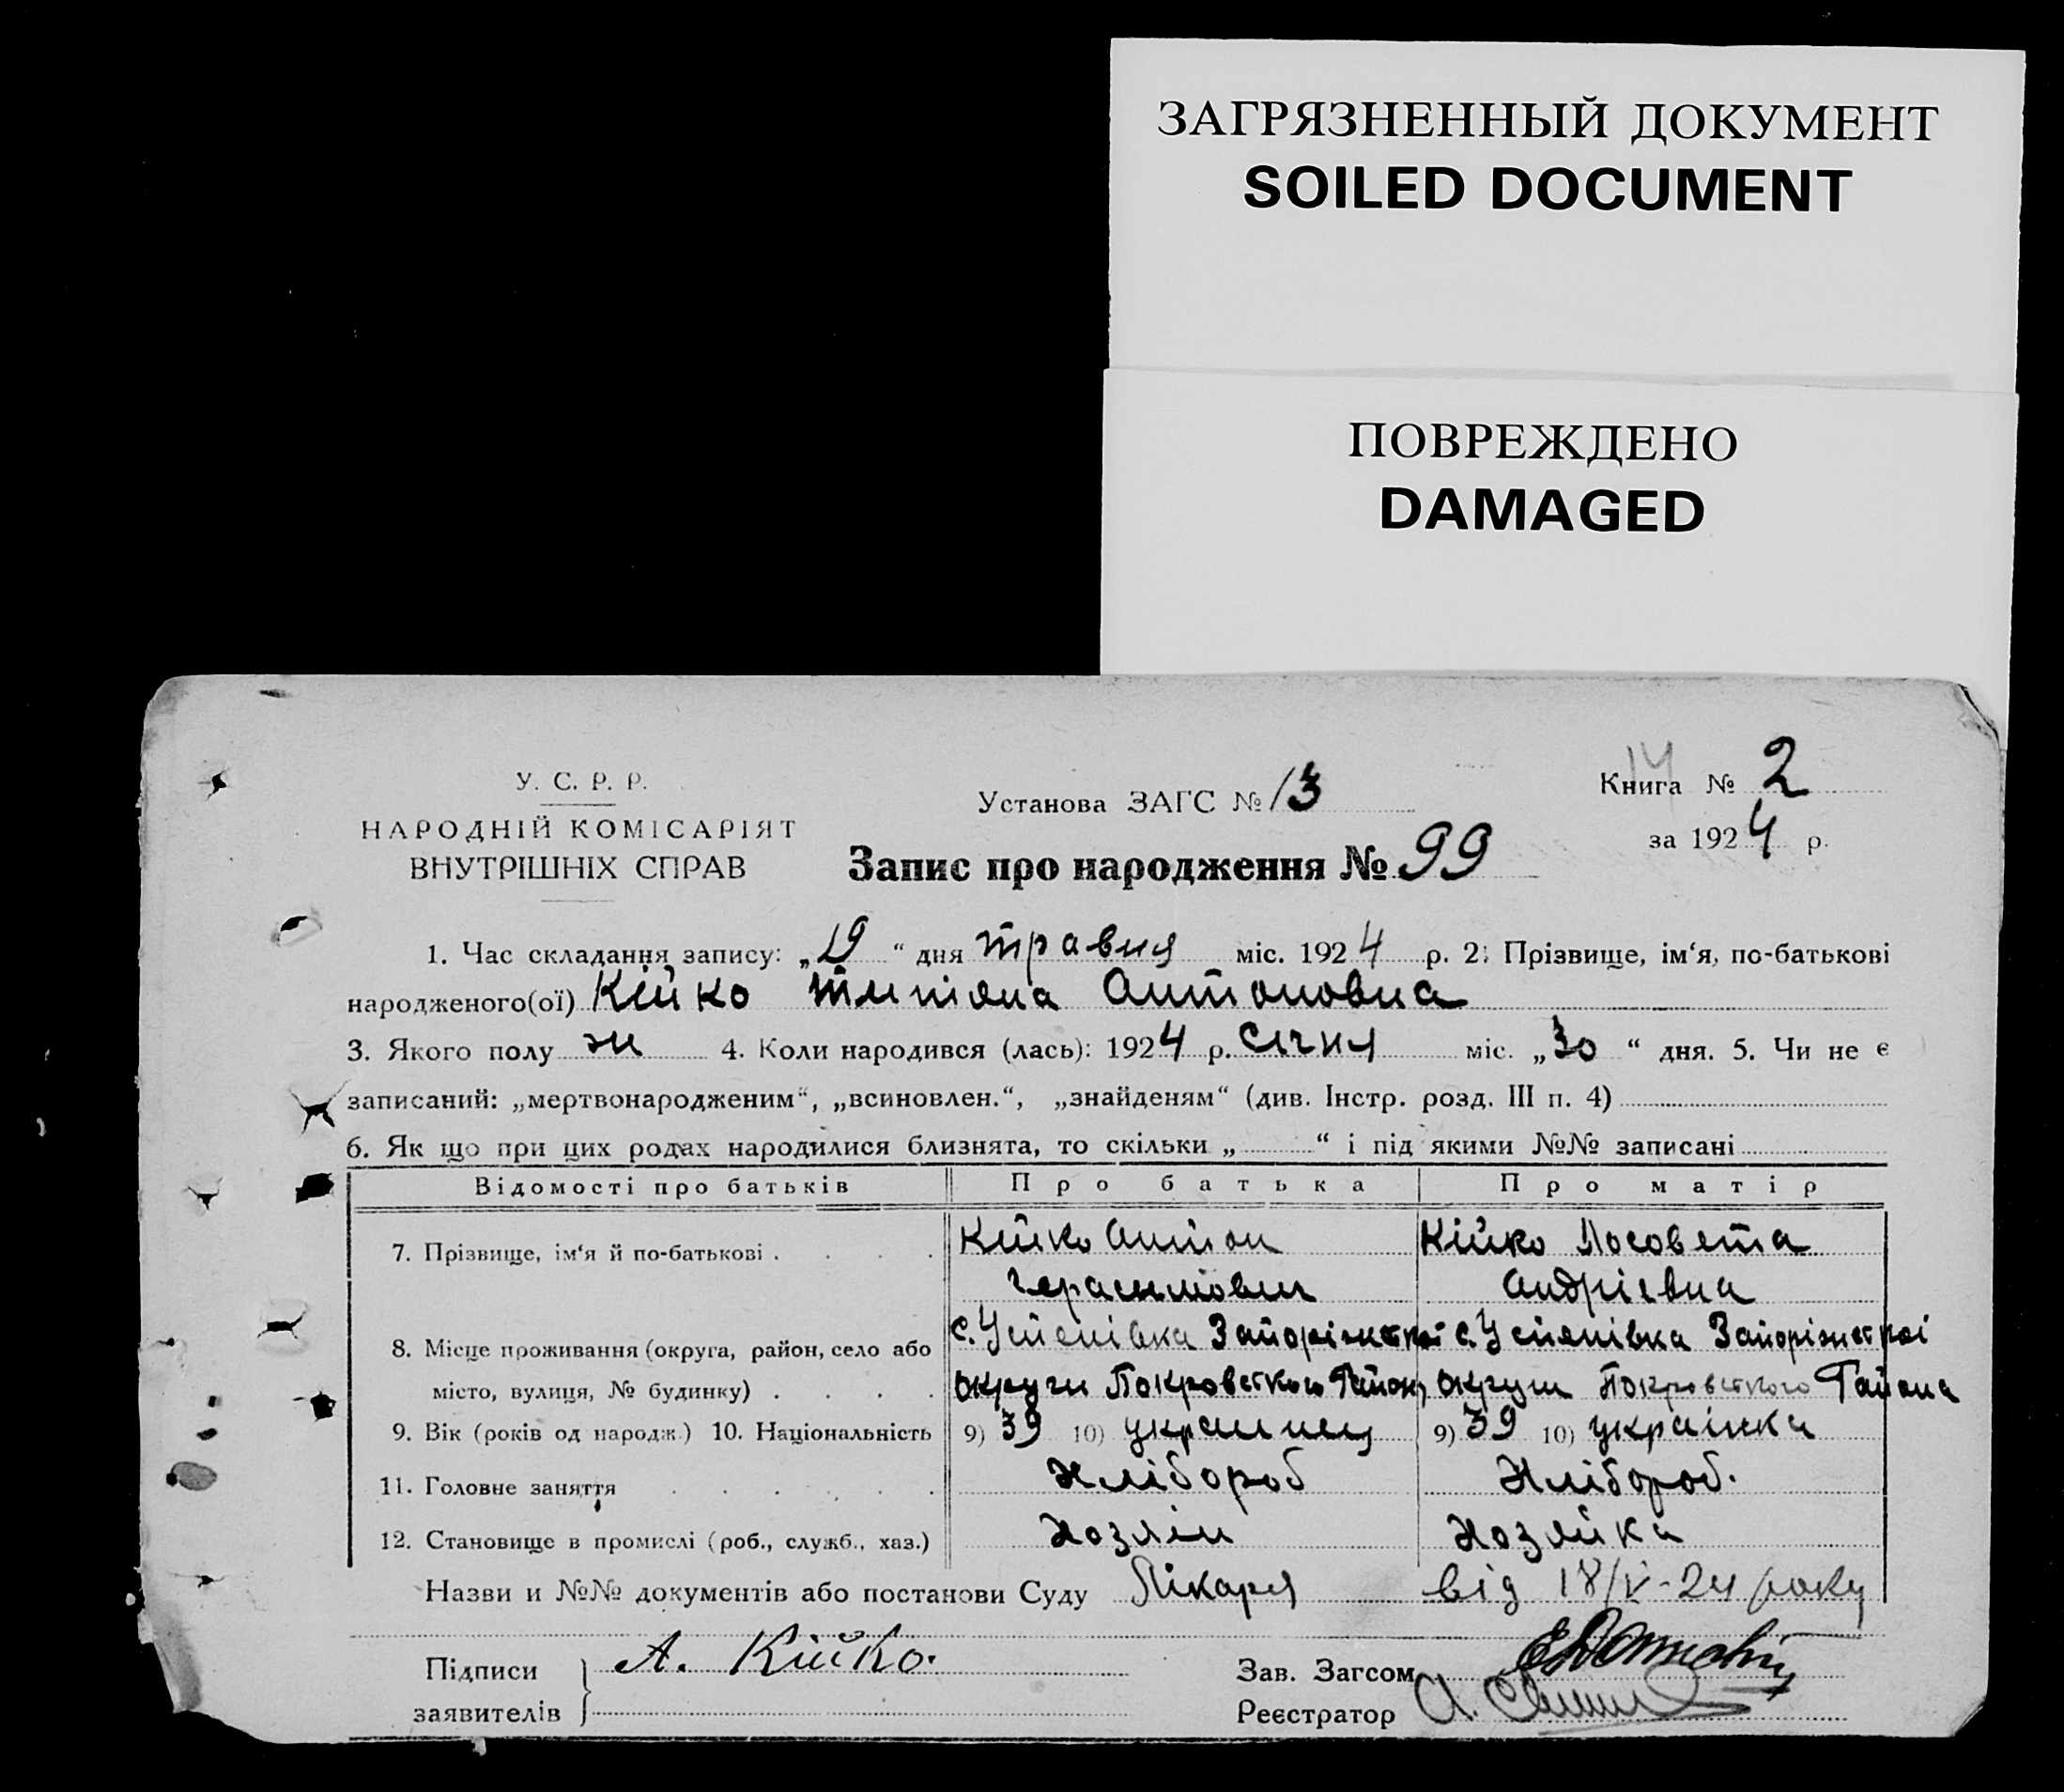 ЗАГРЯЗНЕННЫЙ ДОКУМЕНТ
SOILED DOCUMENT
ПОВРЕЖДЕНО
DAMAGED
14
У. С. Р. Р.
НАРОДНІЙ КОМІСАРІЯТ
ВНУТРІШНІХ СПРАВ
Установа ЗАГС № 13
Книга № 2
за 1924 р.
Запис про народження № 99
1. Час складання запису: „19“ дня травня міс. 1924 р. 2. Прізвище, ім‘я, по-батькові
народженого(ої) Кійко Антоновна
3. Якого полу ж 4. Коли народився (лась): 1924 р. січня міс. „30“ дня. 5. Чи не є
записаний: „мертвонародженим“, „всиновлен.“, „знайденям“ (див. Інстр. розд. III п. 4)
6. Як що при цих родах народилися близнята, то скільки „ “ і під якими №№ записані
Відомості про батьків Про батька Про матір
7. Прізвище, ім‘я й по-батькові . . . . Кійко Антон Кійко Лосовета
Герасимович Андрієвна
8. Місце проживання (округа, район, село або с. Успенівка Запоріжської с. Успенівка Запоріжської
місто, вулиця, № будинку) . . . . округи Покровського Район, округи Покровського Района
9. Вік (років од народж.) 10. Національність 9) 39 10) украинец 9) 39 10) українка
11. Головне заняття . . . . . . Хлібороб Хлібороб.
12. Становище в промислі (роб., служб., хаз.) Хозяін Хозяйка
Назви и №№ документів або постанови Суду Лікаря від 18/V-24 року
Підписи А. Кійко.
заявителів
Зав. Загсом
Реєстратор А.